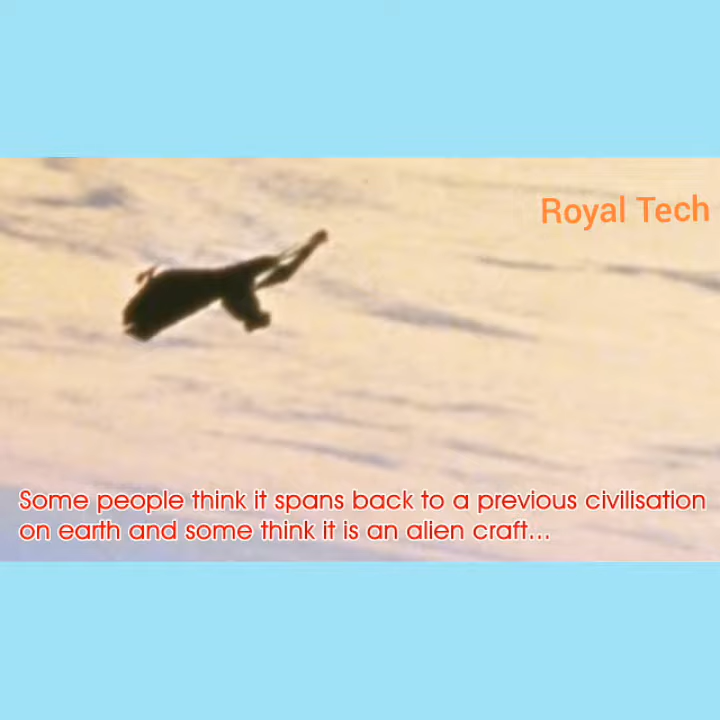 Royal Tech
Some people think it spans back to a previous civilisation
on earth and some think it is an alien craft...